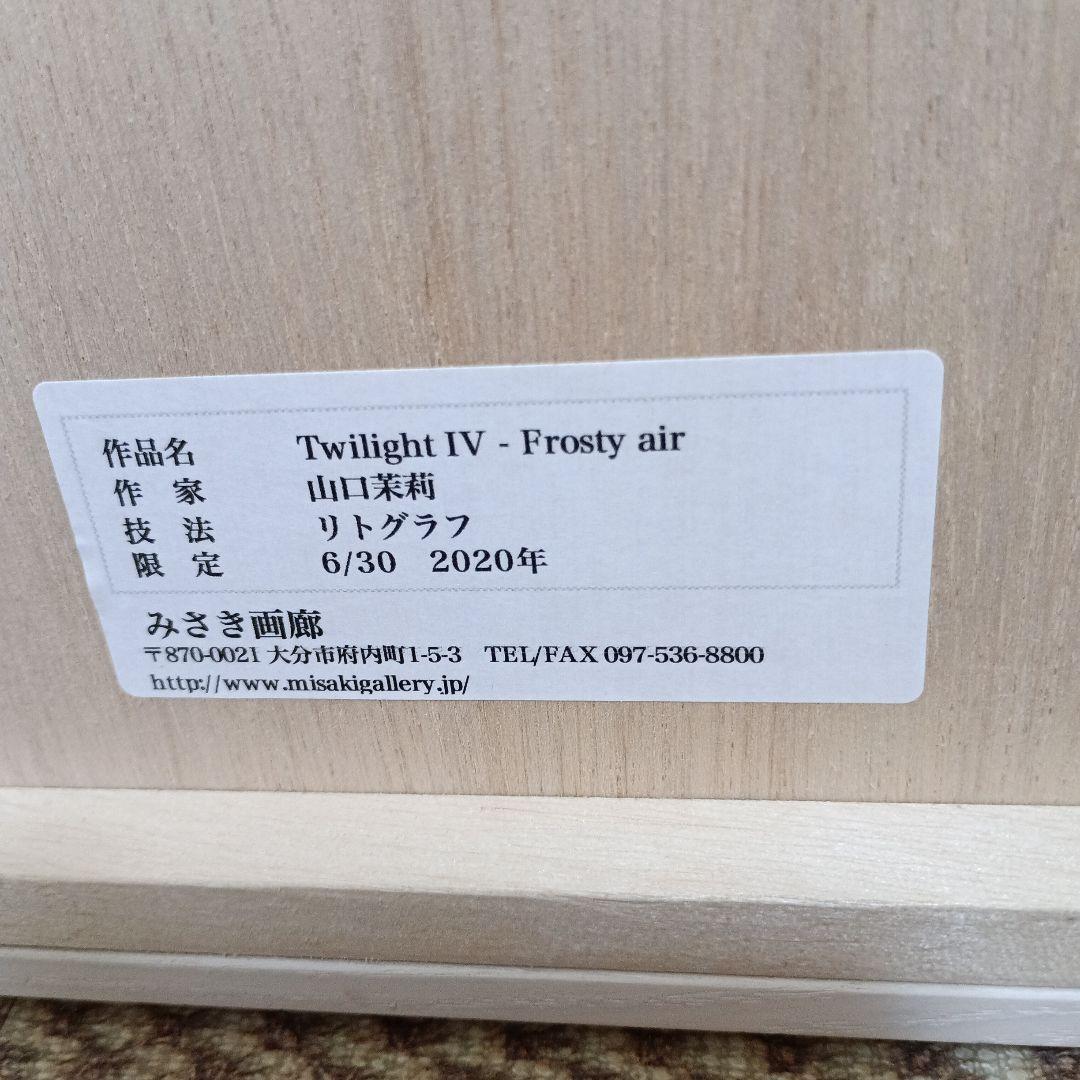 作品名 Twilight IV - Frosty air
作 家 山口茉莉
技 法 リトグラフ
限 定 6/30 2020年
みさき画廊
〒870-0021 大分市府内町1-5-3 TEL/FAX 097-536-8800
http://www.misakigallery.jp/